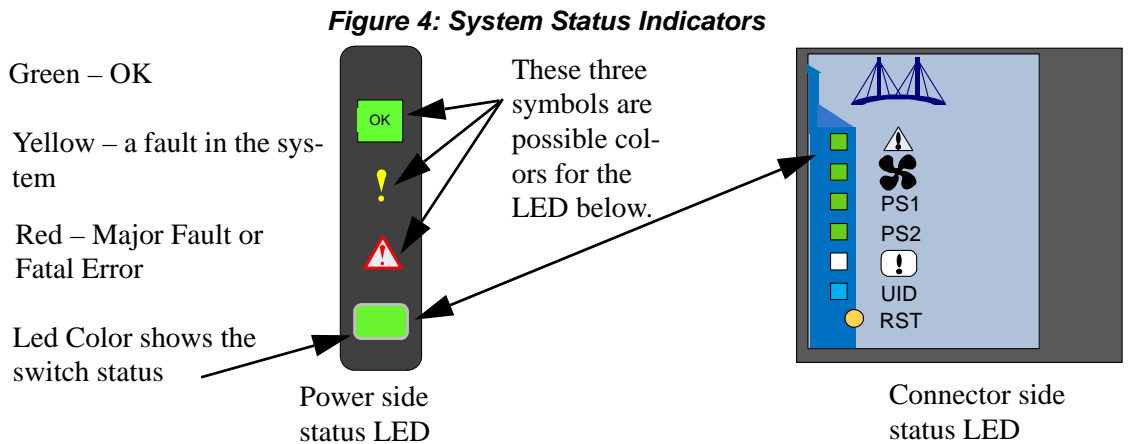 Figure 4: System Status Indicators
Green – OK
Yellow – a fault in the sys-
tem
Red – Major Fault or
Fatal Error
Led Color shows the
switch status
OK
!
!
Power side
status LED
These three
symbols are
possible col-
ors for the
LED below.
!
PS1
PS2
!
UID
RST
Connector side
status LED